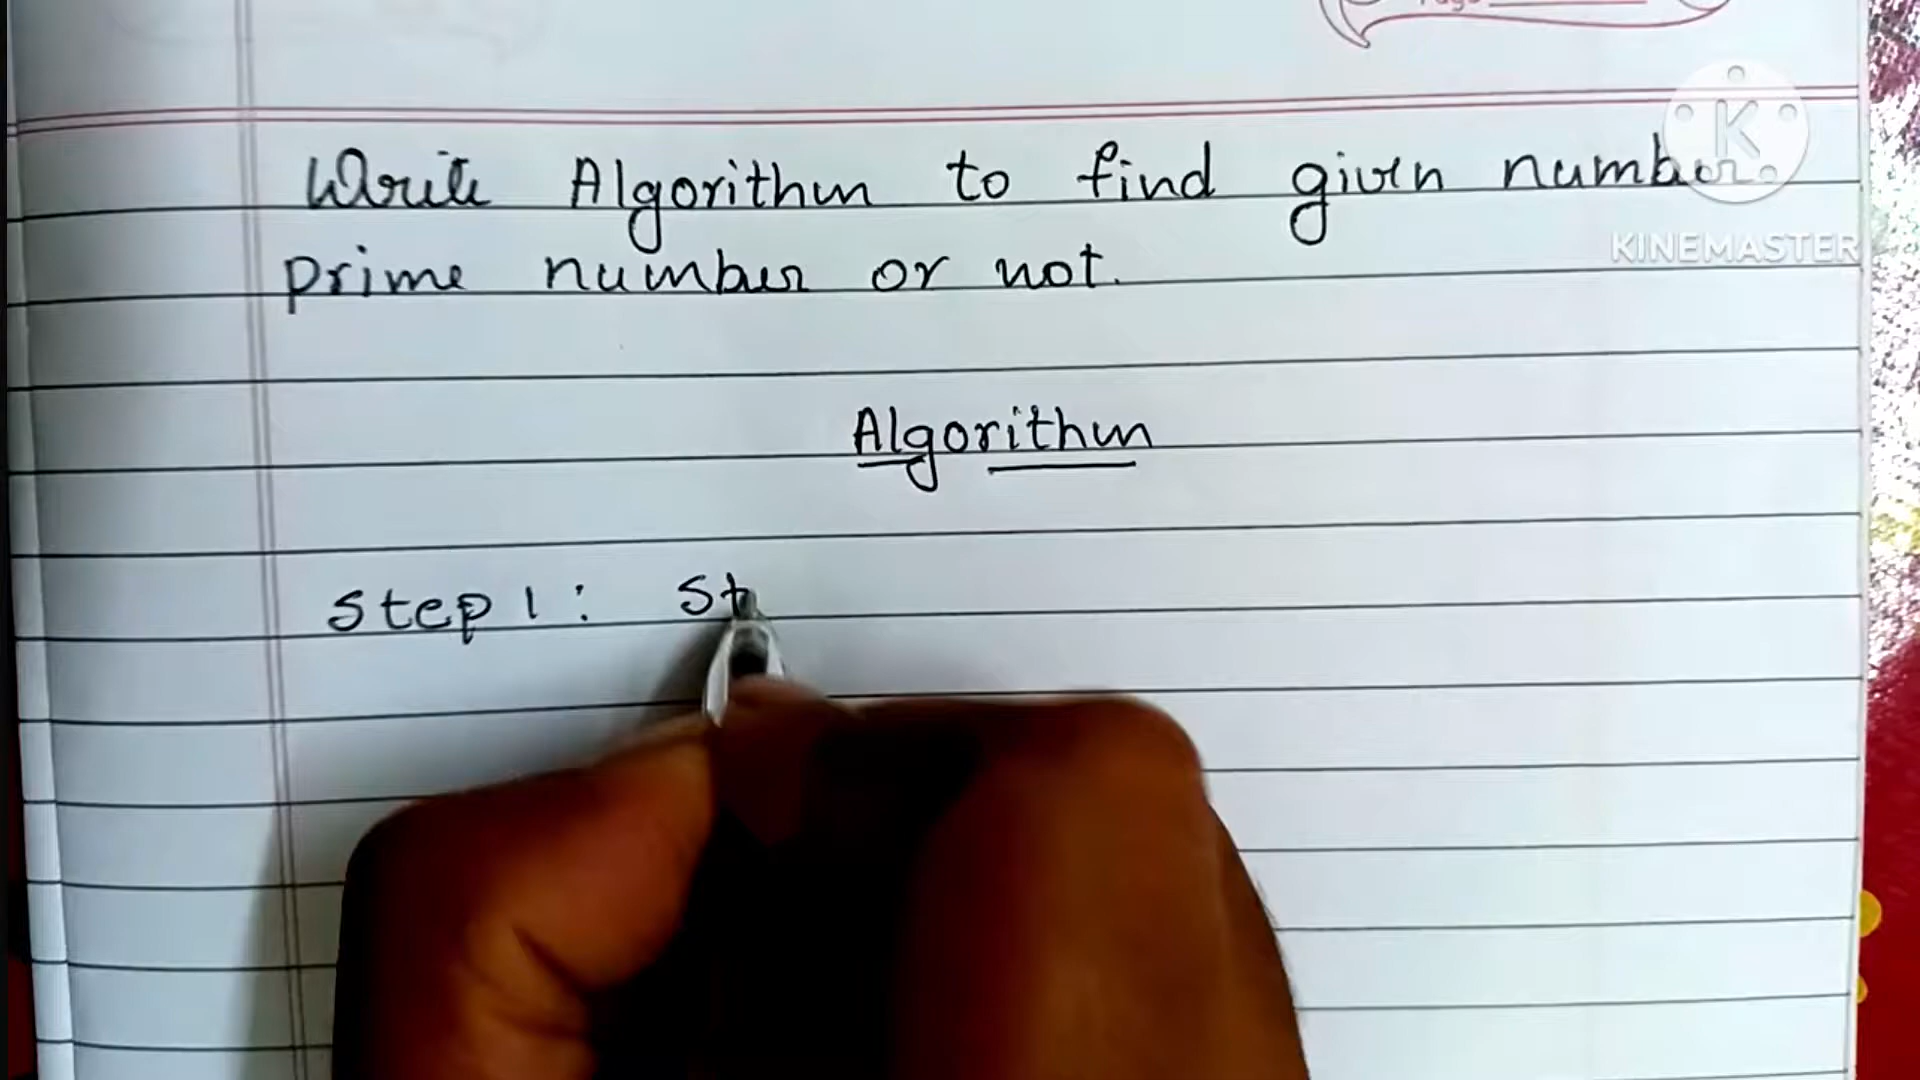 Write Algorithm to find given number
prime number or not.
Algorithm
Step 1: St
K
KINEMASTER